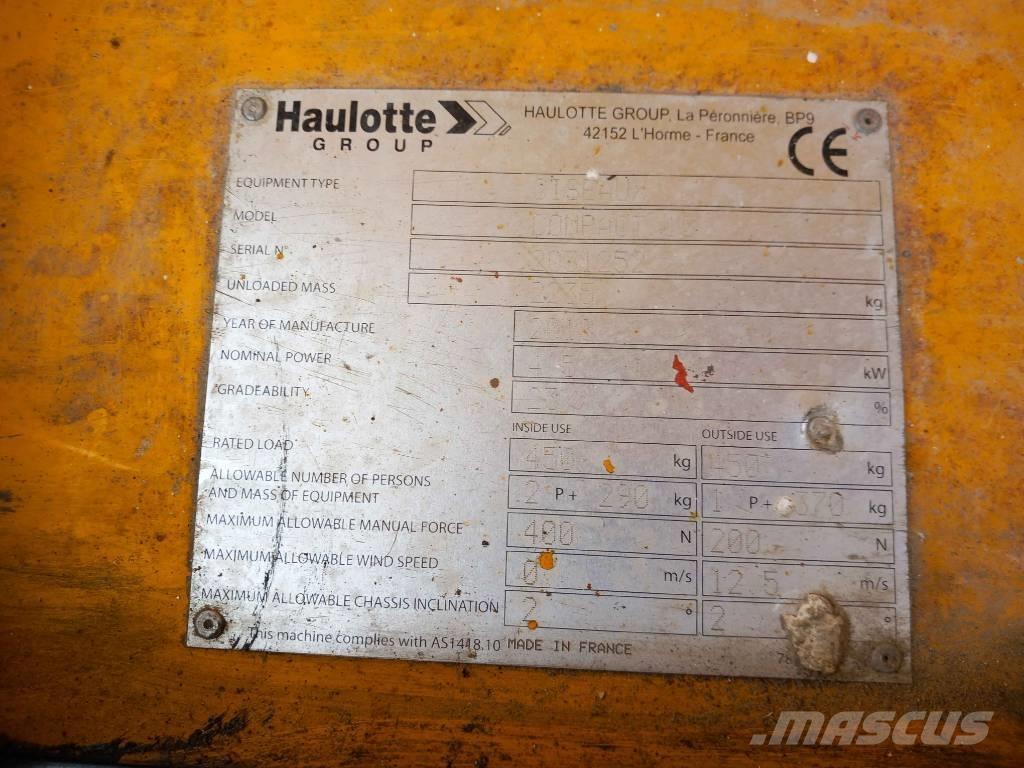 Haulotte
GROUP
HAULOTTE GROUP, La Péronnière, BP9
42152 L'Horme - France
CE
EQUIPMENT TYPE
MODEL COMPACT
SERIAL N°
UNLOADED MASS kg
YEAR OF MANUFACTURE
NOMINAL POWER kW
GRADEABILITY %
INSIDE USE OUTSIDE USE
RATED LOAD 450 kg 450 kg
ALLOWABLE NUMBER OF PERSONS
AND MASS OF EQUIPMENT 2 P + 290 kg 1 P + 370 kg
MAXIMUM ALLOWABLE MANUAL FORCE 400 N 200 N
MAXIMUM ALLOWABLE WIND SPEED 0 m/s 12.5 m/s
MAXIMUM ALLOWABLE CHASSIS INCLINATION 2 ° 2 °
This machine complies with AS1418.10 MADE IN FRANCE
MASCUS